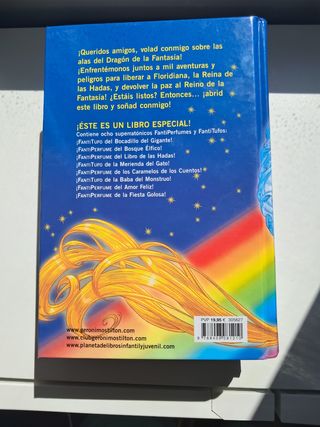 ¡Queridos amigos, volad conmigo sobre las
alas del Dragón de la Fantasía!
¡Enfrentémonos juntos a mil aventuras y
peligros para liberar a Floridiana, la Reina de
las Hadas, y devolver la paz al Reino de la
Fantasía! ¿Estáis listos? Entonces... ¡abrid
este libro y soñad conmigo!
¡ÉSTE ES UN LIBRO ESPECIAL!
Contiene ocho superratónicos FantiPerfumes y FantiTufos:
¡FANTITUFO del Bocadillo del Gigante!
¡FANTIPERFUME del Bosque Élfico!
¡FANTIPERFUME del Libro de las Hadas!
¡FANTITUFO de la Merienda del Gato!
¡FANTIPERFUME de los Caramelos de los Cuentos!
¡FANTITUFO de la Baba del Monstruo!
¡FANTIPERFUME del Amor Feliz!
¡FANTIPERFUME de la Fiesta Golosa!
PVP: 19,95 € 305627
www.geronimostilton.com
www.clubgeronimostilton.com
www.planetadelibrosinfantilyjuvenil.com